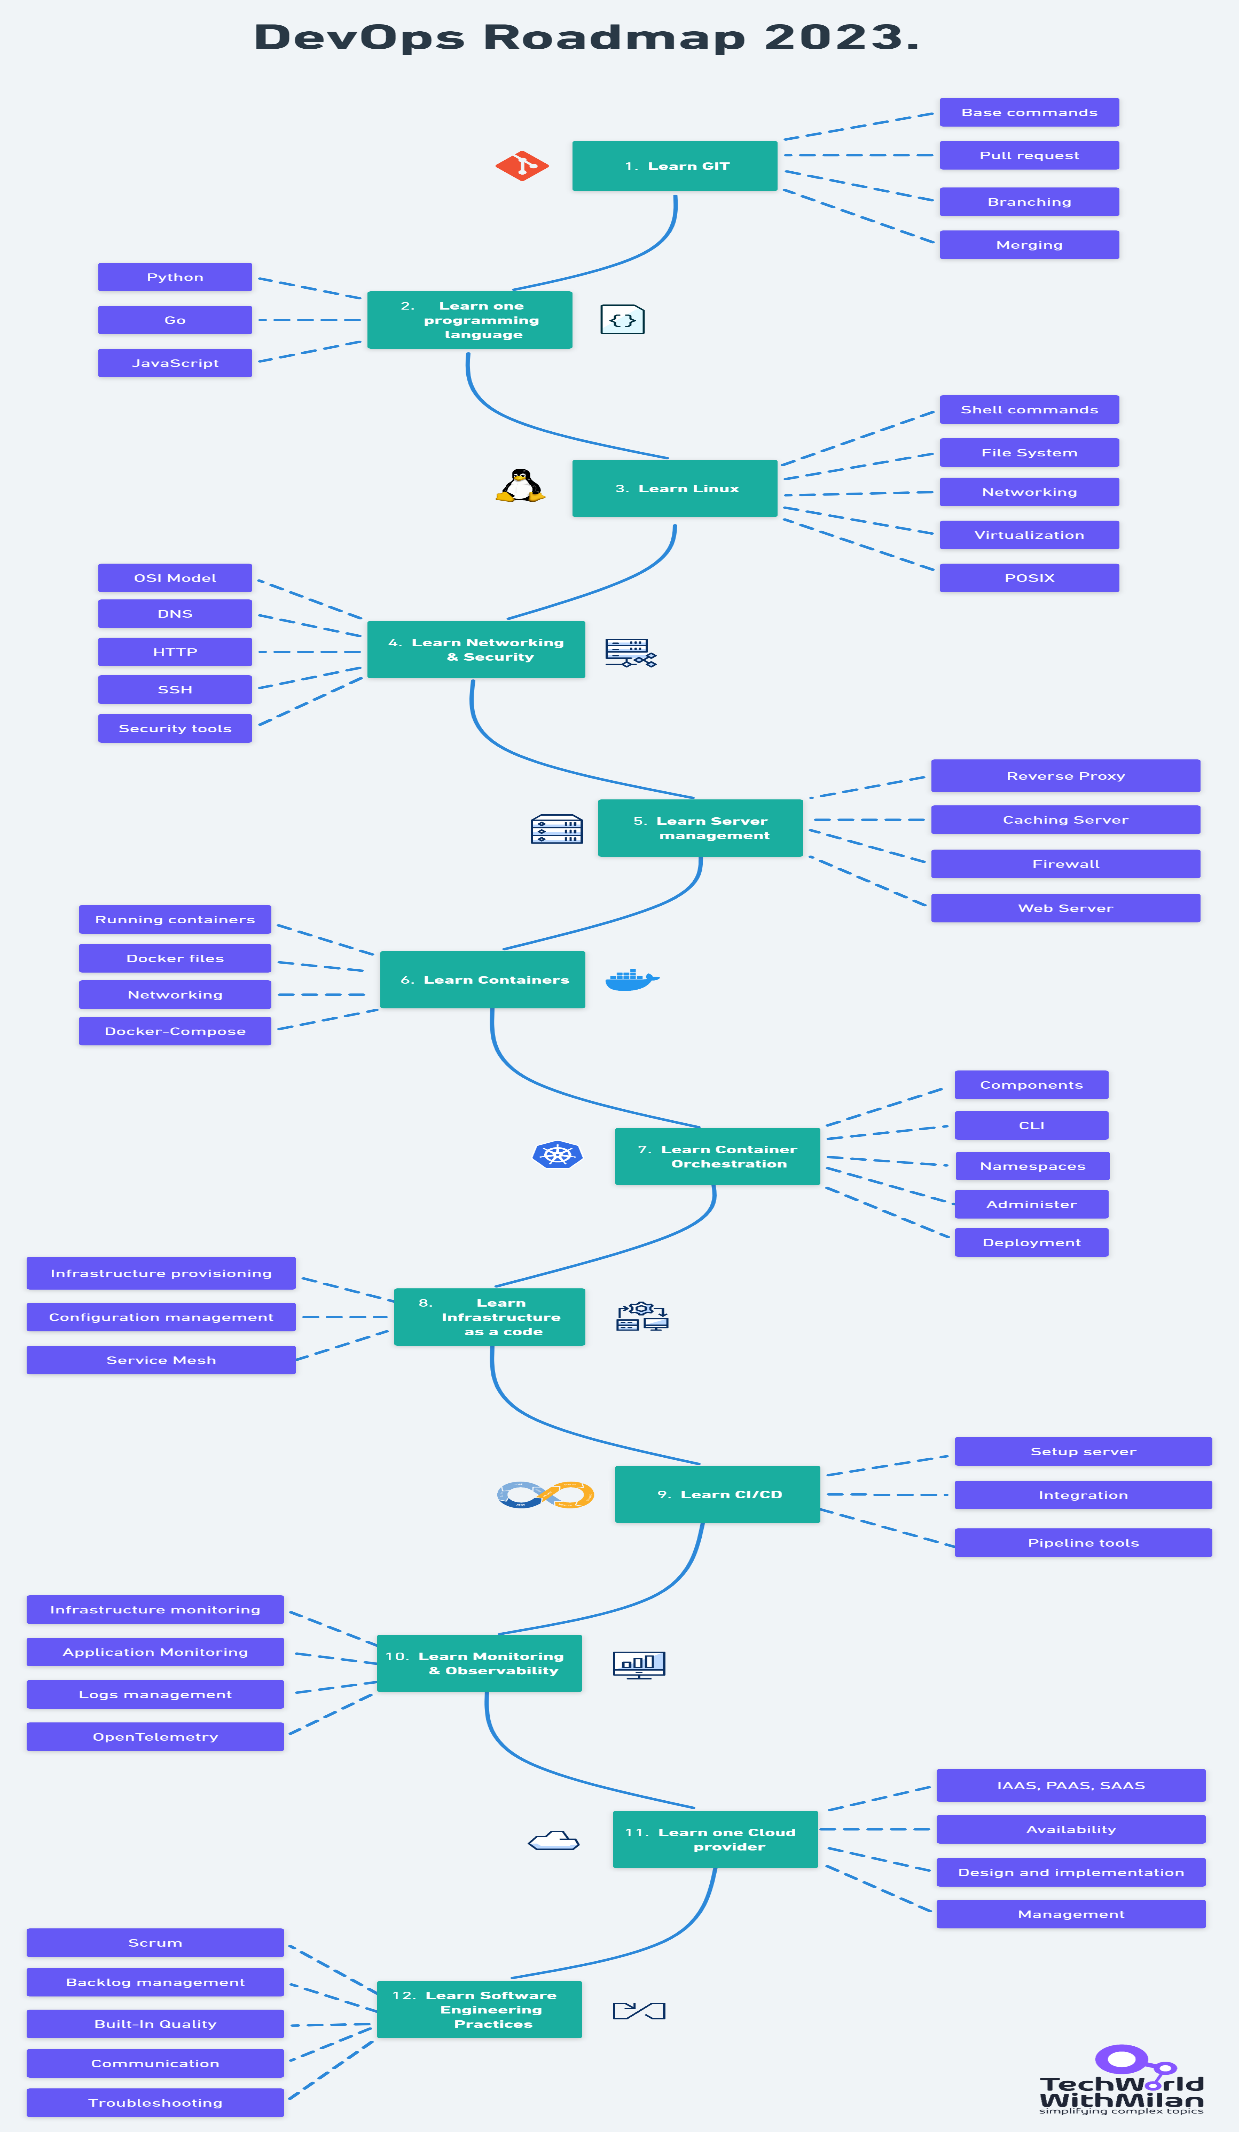 DevOps Roadmap 2023.
Base commands
1. Learn GIT
Pull request
Branching
Merging
Python
2. Learn one
programming
language
Go
JavaScript
Shell commands
File System
3. Learn Linux
Networking
Virtualization
POSIX
OSI Model
DNS
4. Learn Networking
& Security
HTTP
SSH
Security tools
Reverse Proxy
5. Learn Server
management
Caching Server
Firewall
Web Server
Running containers
Docker files
6. Learn Containers
Networking
Docker-Compose
Components
CLI
7. Learn Container
Orchestration
Namespaces
Administer
Deployment
Infrastructure provisioning
8. Learn
Infrastructure
as a code
Configuration management
Service Mesh
Setup server
9. Learn CI/CD
Integration
Pipeline tools
Infrastructure monitoring
Application Monitoring
10. Learn Monitoring
& Observability
Logs management
OpenTelemetry
IAAS, PAAS, SAAS
11. Learn one Cloud
provider
Availability
Design and implementation
Management
Scrum
Backlog management
12. Learn Software
Engineering
Practices
Built-In Quality
Communication
Troubleshooting
TechWorld
WithMilan
simplifying complex topics